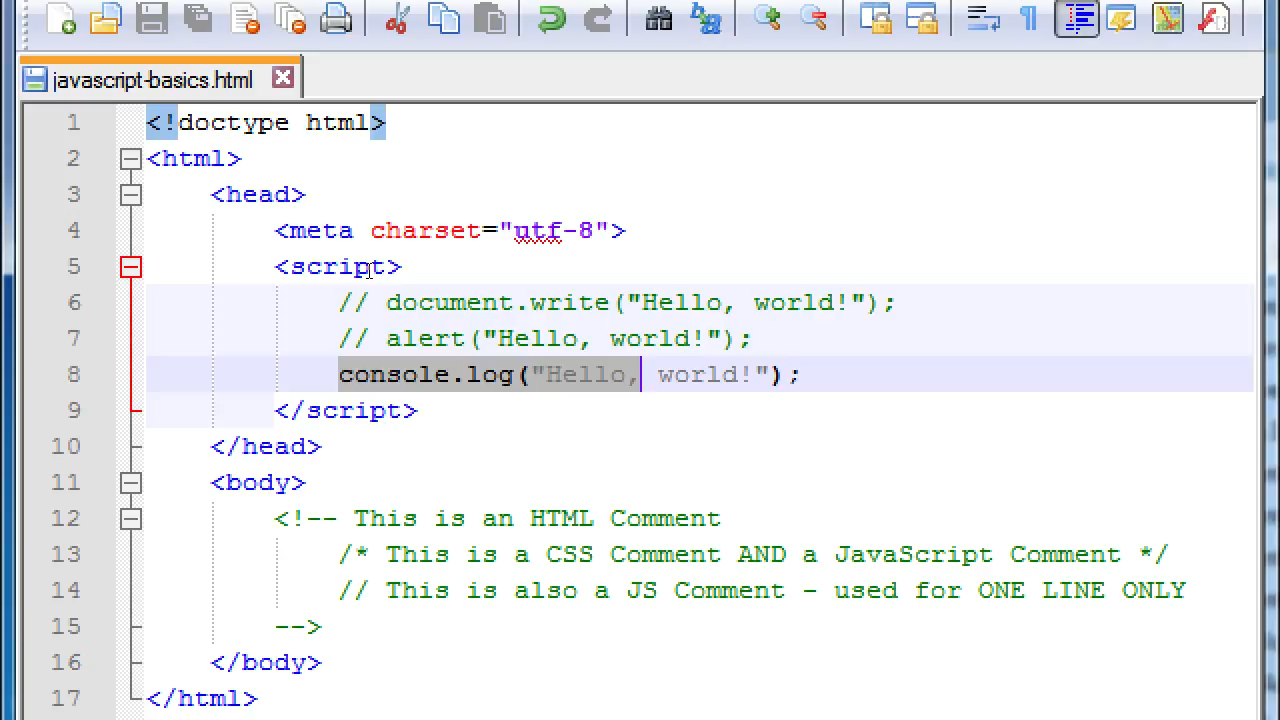 javascript-basics.html
1 <!doctype html>
2 <html>
3 <head>
4 <meta charset="utf-8">
5 <script>
6 // document.write("Hello, world!");
7 // alert("Hello, world!");
8 console.log("Hello, world!");
9 </script>
10 </head>
11 <body>
12 <!-- This is an HTML Comment
13 /* This is a CSS Comment AND a JavaScript Comment */
14 // This is also a JS Comment - used for ONE LINE ONLY
15 -->
16 </body>
17 </html>